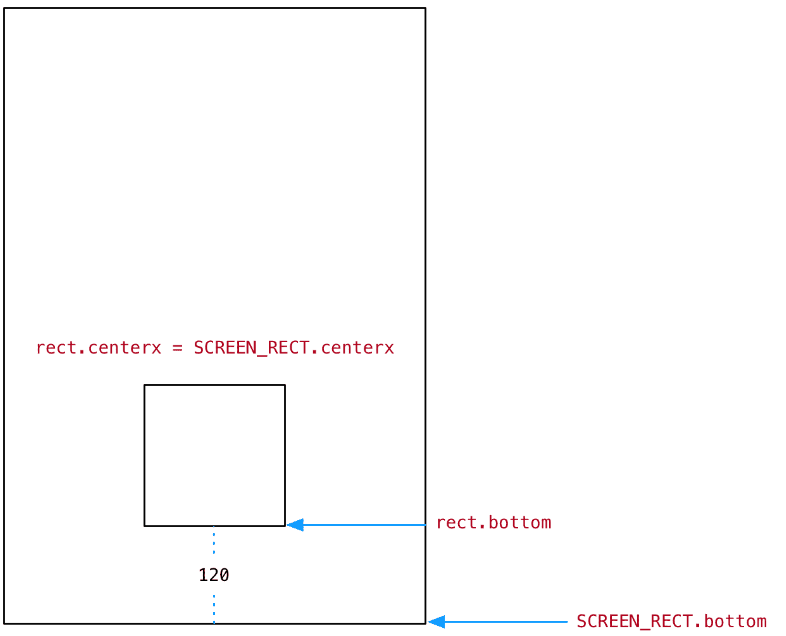 rect.centerx = SCREEN_RECT.centerx
rect.bottom
120
SCREEN_RECT.bottom